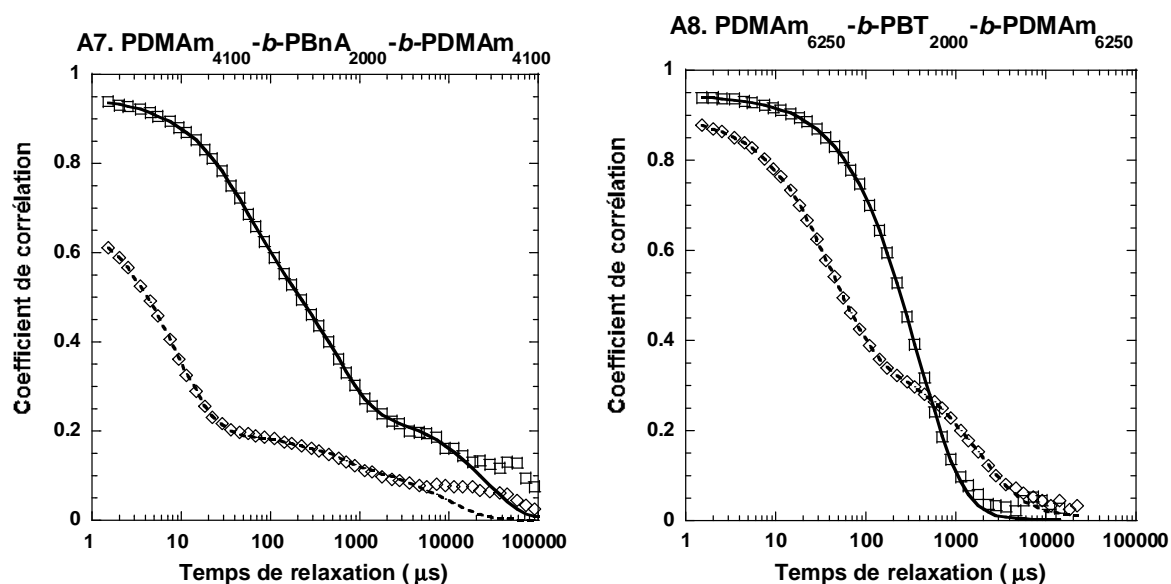 A7. PDMAm4100-b-PBnA2000-b-PDMAm4100
1
0.8
0.6
0.4
0.2
0
Coefficient de corrélation
1 10 100 1000 10000 100000
Temps de relaxation ( µs)
A8. PDMAm6250-b-PBT2000-b-PDMAm6250
1
0.8
0.6
0.4
0.2
0
Coefficient de corrélation
1 10 100 1000 10000 100000
Temps de relaxation ( µs)